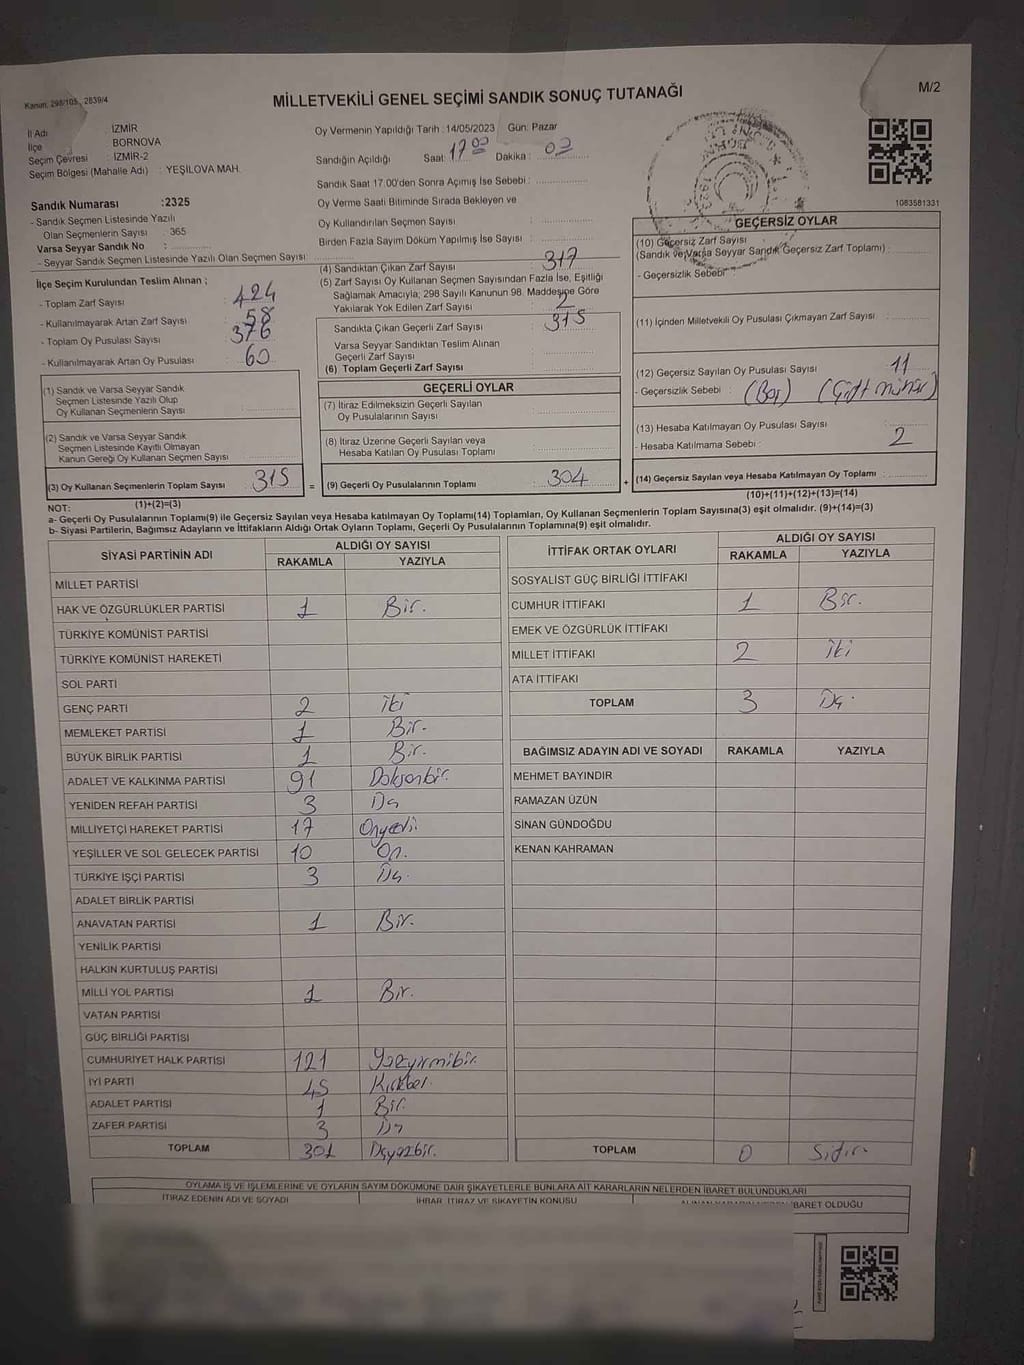 Kanun: 298/105., 2839/4
MİLLETVEKİLİ GENEL SEÇİMİ SANDIK SONUÇ TUTANAĞI
M/2
İl Adı : İZMİR
İlçe : BORNOVA
Seçim Çevresi : İZMİR-2
Seçim Bölgesi (Mahalle Adı) : YEŞİLOVA MAH.
Sandık Numarası :2325
- Sandık Seçmen Listesinde Yazılı
Olan Seçmenlerin Sayısı : 365
Varsa Seyyar Sandık No :
- Seyyar Sandık Seçmen Listesinde Yazılı Olan Seçmen Sayısı:
İlçe Seçim Kurulundan Teslim Alınan ;
- Toplam Zarf Sayısı : 424
- Kullanılmayarak Artan Zarf Sayısı : 58
- Toplam Oy Pusulası Sayısı : 376
- Kullanılmayarak Artan Oy Pusulası : 60
(1) Sandık ve Varsa Seyyar Sandık
Seçmen Listesinde Yazılı Olup
Oy Kullanan Seçmenlerin Sayısı :
(2) Sandık ve Varsa Seyyar Sandık
Seçmen Listesinde Kayıtlı Olmayan
Kanun Gereği Oy Kullanan Seçmen Sayısı :
(3) Oy Kullanan Seçmenlerin Toplam Sayısı : 315 =
(1)+(2)=(3)
Oy Vermenin Yapıldığı Tarih :14/05/2023 Gün: Pazar
Sandığın Açıldığı Saat: 17 00 Dakika : 02
Sandık Saat 17.00'den Sonra Açımış İse Sebebi :
Oy Verme Saati Bitiminde Sırada Bekleyen ve
Oy Kullandırılan Seçmen Sayısı :
Birden Fazla Sayım Döküm Yapılmış İse Sayısı :
(4) Sandıktan Çıkan Zarf Sayısı : 317
(5) Zarf Sayısı Oy Kullanan Seçmen Sayısından Fazla İse, Eşitliği
Sağlamak Amacıyla; 298 Sayılı Kanunun 98. Maddesine Göre
Yakılarak Yok Edilen Zarf Sayısı : 2
Sandıkta Çıkan Geçerli Zarf Sayısı : 315
Varsa Seyyar Sandıktan Teslim Alınan
Geçerli Zarf Sayısı :
(6) Toplam Geçerli Zarf Sayısı :
GEÇERLİ OYLAR
(7) İtiraz Edilmeksizin Geçerli Sayılan
Oy Pusulalarının Sayısı :
(8) İtiraz Üzerine Geçerli Sayılan veya
Hesaba Katılan Oy Pusulası Toplamı :
(9) Geçerli Oy Pusulalarının Toplamı : 304 +
1083581331
GEÇERSİZ OYLAR
(10) Geçersiz Zarf Sayısı
(Sandık ve Varsa Seyyar Sandık Geçersiz Zarf Toplamı) :
- Geçersizlik Sebebi :
(11) İçinden Milletvekili Oy Pusulası Çıkmayan Zarf Sayısı :
(12) Geçersiz Sayılan Oy Pusulası Sayısı : 11
- Geçersizlik Sebebi : (Boş) (Çift mühür)
(13) Hesaba Katılmayan Oy Pusulası Sayısı : 2
- Hesaba Katılmama Sebebi :
(14) Geçersiz Sayılan veya Hesaba Katılmayan Oy Toplamı :
(10)+(11)+(12)+(13)=(14)
NOT:
a- Geçerli Oy Pusulalarının Toplamı(9) ile Geçersiz Sayılan veya Hesaba katılmayan Oy Toplamı(14) Toplamları, Oy Kullanan Seçmenlerin Toplam Sayısına(3) eşit olmalıdır. (9)+(14)=(3)
b- Siyasi Partilerin, Bağımsız Adayların ve İttifakların Aldığı Ortak Oyların Toplamı, Geçerli Oy Pusulalarının Toplamına(9) eşit olmalıdır.
SİYASİ PARTİNİN ADI ALDIĞI OY SAYISI
RAKAMLA YAZIYLA
MİLLET PARTİSİ
HAK VE ÖZGÜRLÜKLER PARTİSİ 1 Bir.
TÜRKİYE KOMÜNİST PARTİSİ
TÜRKİYE KOMÜNİST HAREKETİ
SOL PARTİ
GENÇ PARTİ 2 iki
MEMLEKET PARTİSİ 1 Bir.
BÜYÜK BİRLİK PARTİSİ 1 Bir.
ADALET VE KALKINMA PARTİSİ 91 Doksanbir.
YENİDEN REFAH PARTİSİ 3 Üç
MİLLİYETÇİ HAREKET PARTİSİ 17 Onyedi.
YEŞİLLER VE SOL GELECEK PARTİSİ 10 On.
TÜRKİYE İŞÇİ PARTİSİ 3 Üç.
ADALET BİRLİK PARTİSİ
ANAVATAN PARTİSİ 1 Bir.
YENİLİK PARTİSİ
HALKIN KURTULUŞ PARTİSİ
MİLLİ YOL PARTİSİ 1 Bir.
VATAN PARTİSİ
GÜÇ BİRLİĞİ PARTİSİ
CUMHURİYET HALK PARTİSİ 121 Yüzyirmibir.
İYİ PARTİ 45 Kırkbeş.
ADALET PARTİSİ 1 Bir.
ZAFER PARTİSİ 3 Üç
TOPLAM 301 Üçyüzbir.
İTTİFAK ORTAK OYLARI ALDIĞI OY SAYISI
RAKAMLA YAZIYLA
SOSYALİST GÜÇ BİRLİĞİ İTTİFAKI
CUMHUR İTTİFAKI 1 Bir.
EMEK VE ÖZGÜRLÜK İTTİFAKI
MİLLET İTTİFAKI 2 iki
ATA İTTİFAKI
TOPLAM 3 Üç.
BAĞIMSIZ ADAYIN ADI VE SOYADI RAKAMLA YAZIYLA
MEHMET BAYINDIR
RAMAZAN ÜZÜN
SİNAN GÜNDOĞDU
KENAN KAHRAMAN
TOPLAM 0 Sıfır.
OYLAMA İŞ VE İŞLEMLERİNE VE OYLARIN SAYIM DÖKÜMÜNE DAİR ŞİKAYETLERLE BUNLARA AİT KARARLARIN NELERDEN İBARET BULUNDUKLARI
İTİRAZ EDENİN ADI VE SOYADI İHBAR, İTİRAZ VE ŞİKAYETİN KONUSU İBARET OLDUĞU